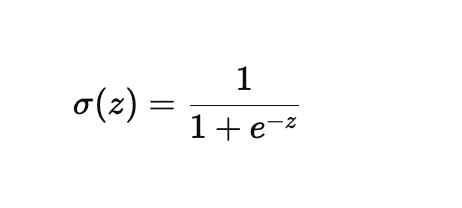 σ(z) = 1 / (1 + e^{-z})